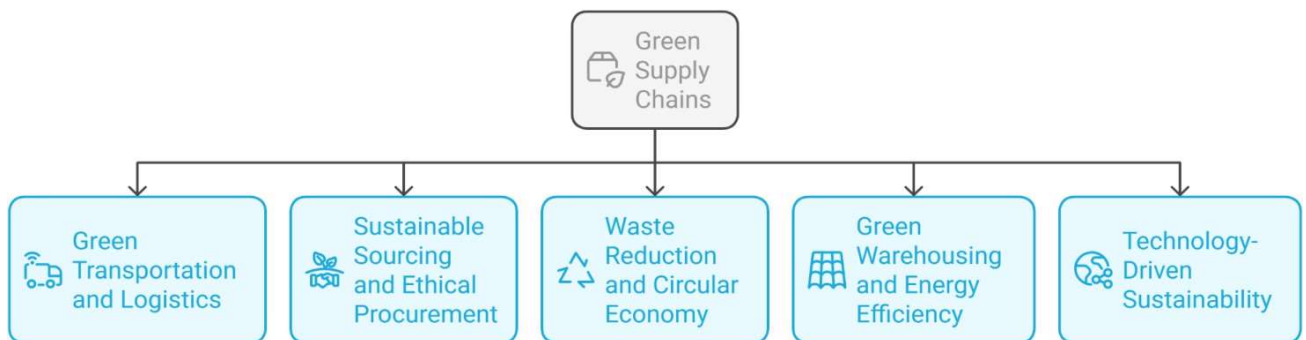 Green
Supply
Chains
Green
Transportation
and Logistics
Sustainable
Sourcing
and Ethical
Procurement
Waste
Reduction
and Circular
Economy
Green
Warehousing
and Energy
Efficiency
Technology-
Driven
Sustainability